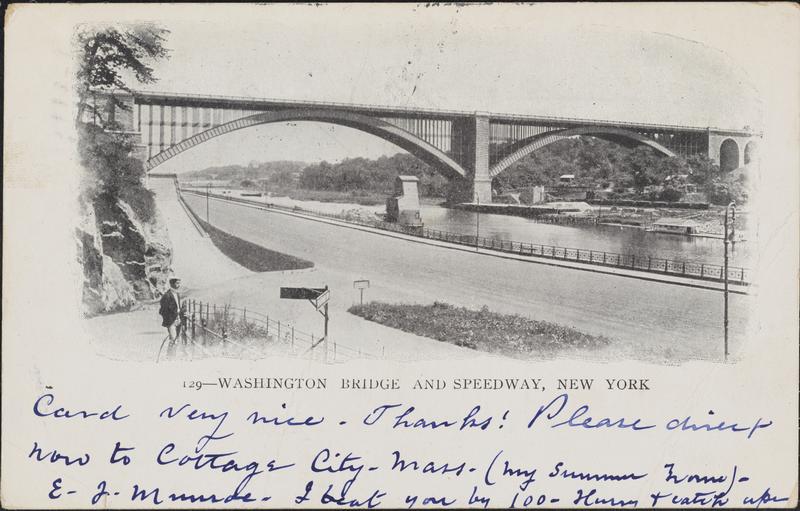 129—WASHINGTON BRIDGE AND SPEEDWAY, NEW YORK
Card very nice - Thanks! Please direct
now to Cottage City - Mass - (my Summer Home) -
E - J - Munroe - I beat you by 100 - Hurry & catch up -